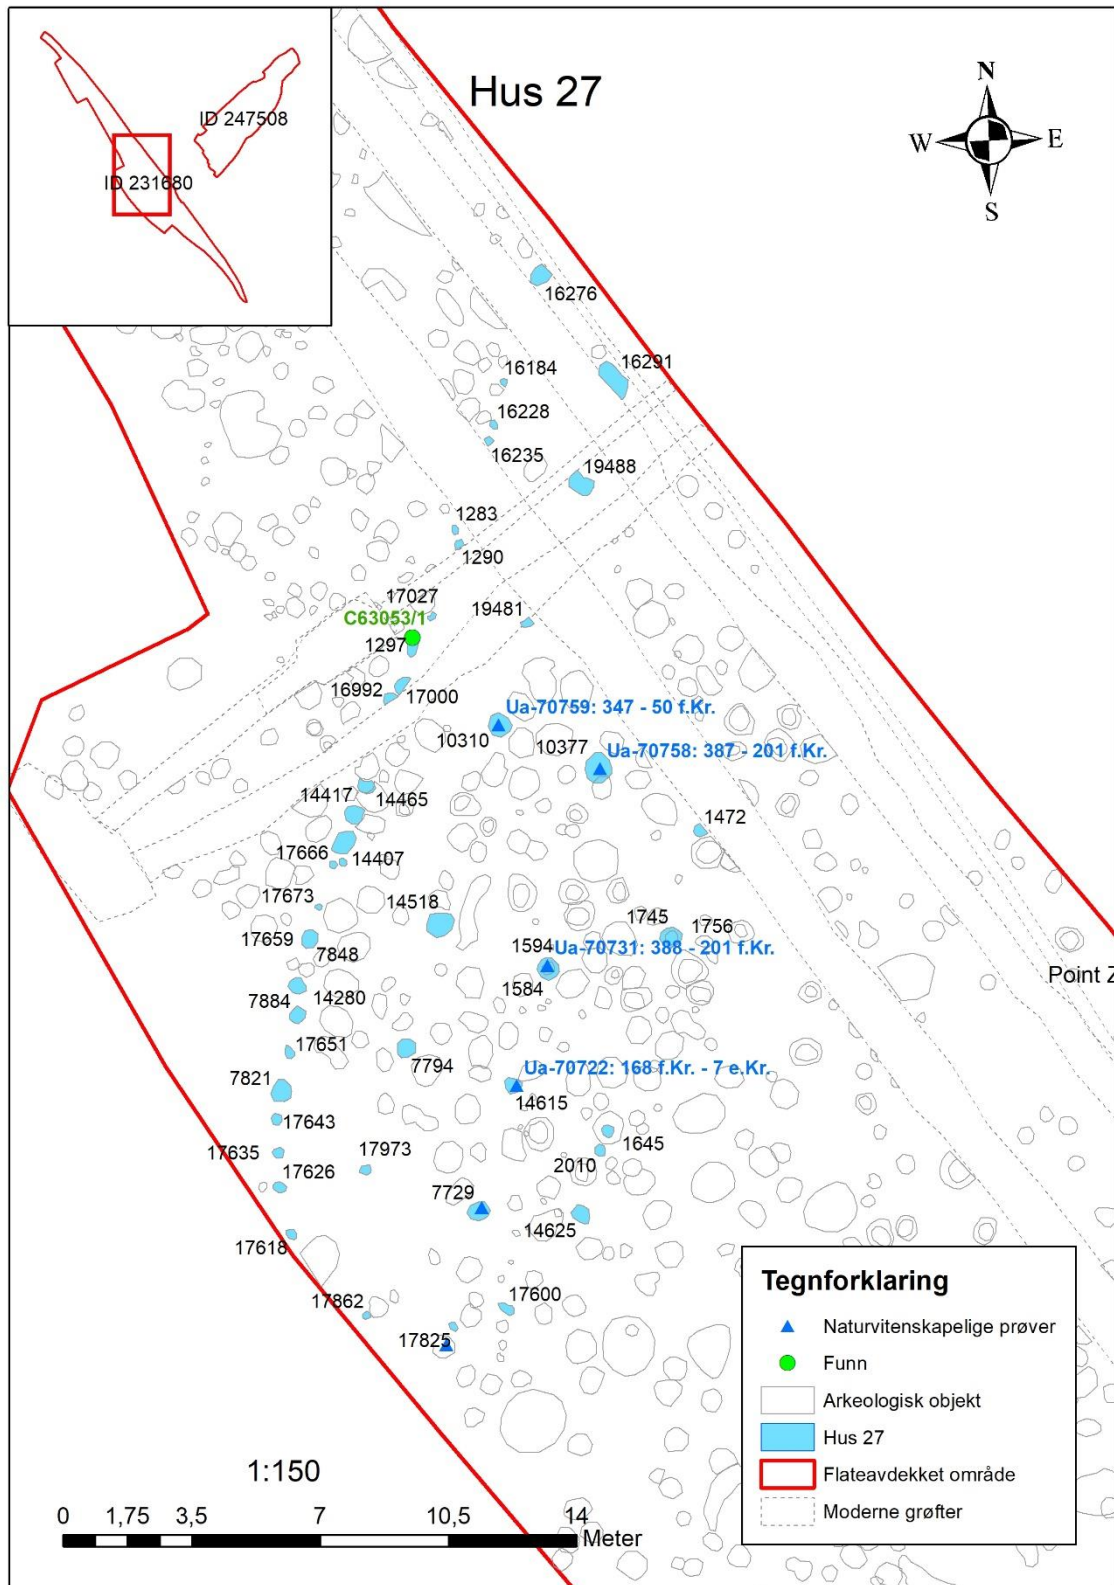 Hus 27
ID 247508
ID 231680
N
W E
S
16276
16291
16184
16228
16235
19488
1283
1290
17027
C63053/1
19481
1297
16992
17000
Ua-70759: 347 - 50 f.Kr.
10310
10377
Ua-70758: 387 - 201 f.Kr.
14417
14465
1472
17666
14407
17673
14518
17659
7848
1745
1756
1594
Ua-70731: 388 - 201 f.Kr.
1584
Point Z
7884
14280
17651
7794
7821
Ua-70722: 168 f.Kr. - 7 e.Kr.
14615
17643
1645
17635
17973
2010
17626
7729
14625
17618
17862
17600
17825
Tegnforklaring
Naturvitenskapelige prøver
Funn
Arkeologisk objekt
Hus 27
Flateavdekket område
Moderne grøfter
1:150
0 1,75 3,5 7 10,5 14
Meter